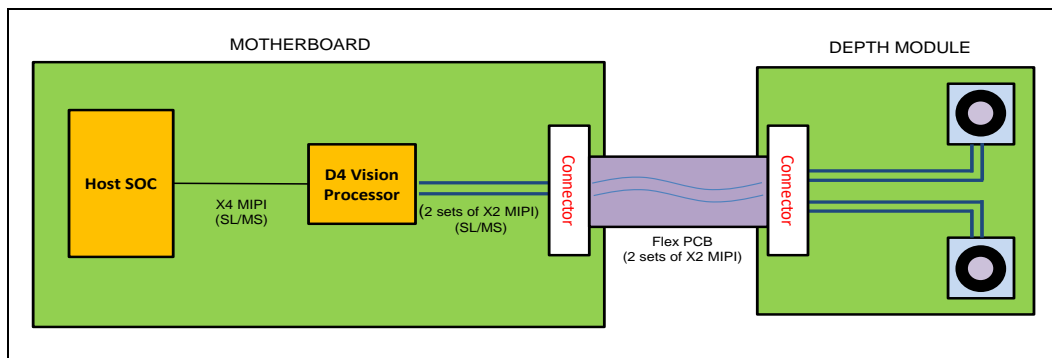 MOTHERBOARD
DEPTH MODULE
Host SOC
X4 MIPI
(SL/MS)
D4 Vision
Processor
(2 sets of X2 MIPI)
(SL/MS)
Connector
Flex PCB
(2 sets of X2 MIPI)
Connector